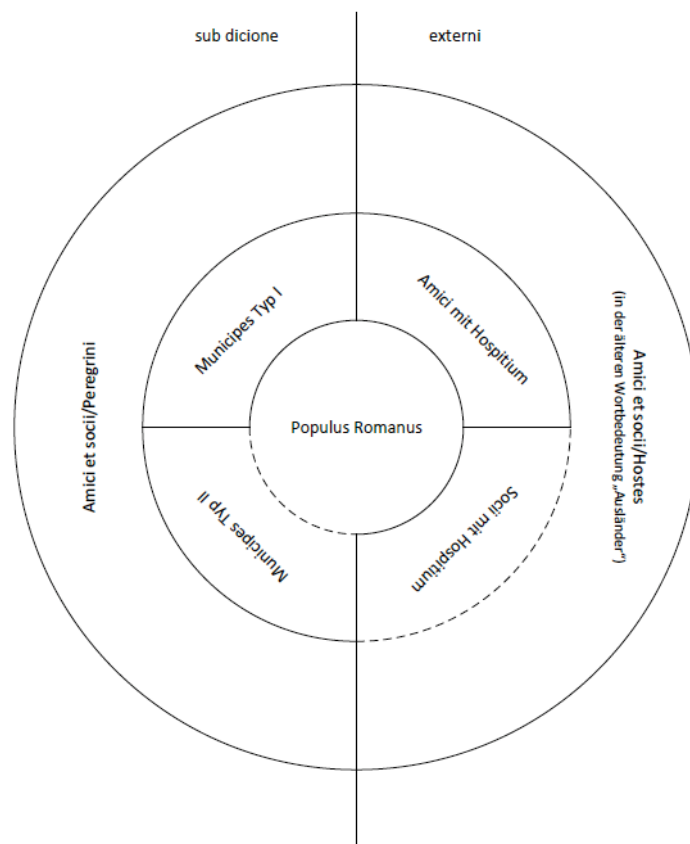 sub dicione
externi
Municipes Typ I
Amici mit Hospitium
Amici et socii/Peregrini
Populus Romanus
Amici et socii/Hostes
(in der älteren Wortbedeutung „Ausländer“)
Municipes Typ II
Socii mit Hospitium